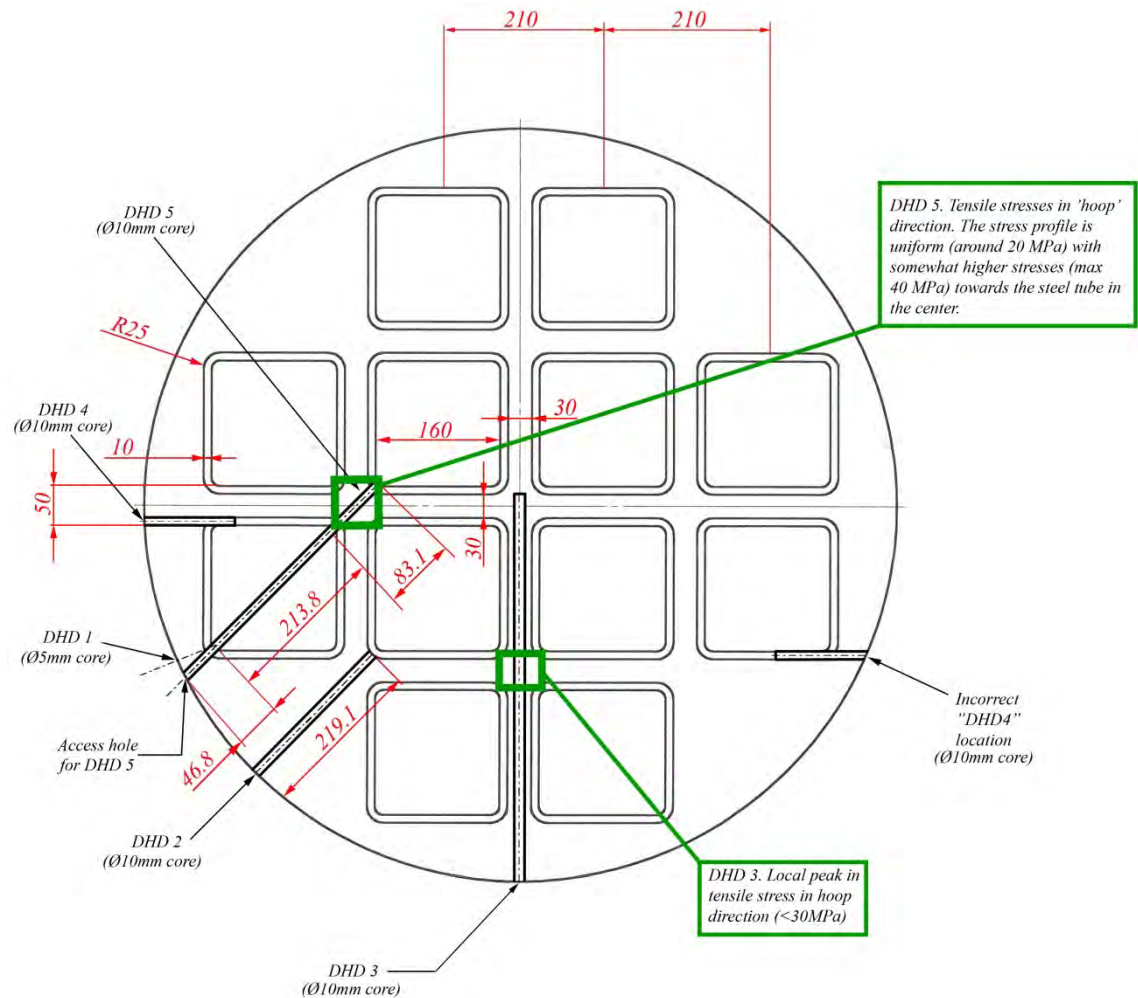 210
210
DHD 5
(Ø10mm core)
DHD 5. Tensile stresses in 'hoop'
direction. The stress profile is
uniform (around 20 MPa) with
somewhat higher stresses (max
40 MPa) towards the steel tube in
the center.
R25
DHD 4
(Ø10mm core)
30
160
10
50
30
83.1
213.8
DHD 1
(Ø5mm core)
Access hole
for DHD 5
46.8
219.1
Incorrect
"DHD4"
location
(Ø10mm core)
DHD 2
(Ø10mm core)
DHD 3. Local peak in
tensile stress in hoop
direction (<30MPa)
DHD 3
(Ø10mm core)